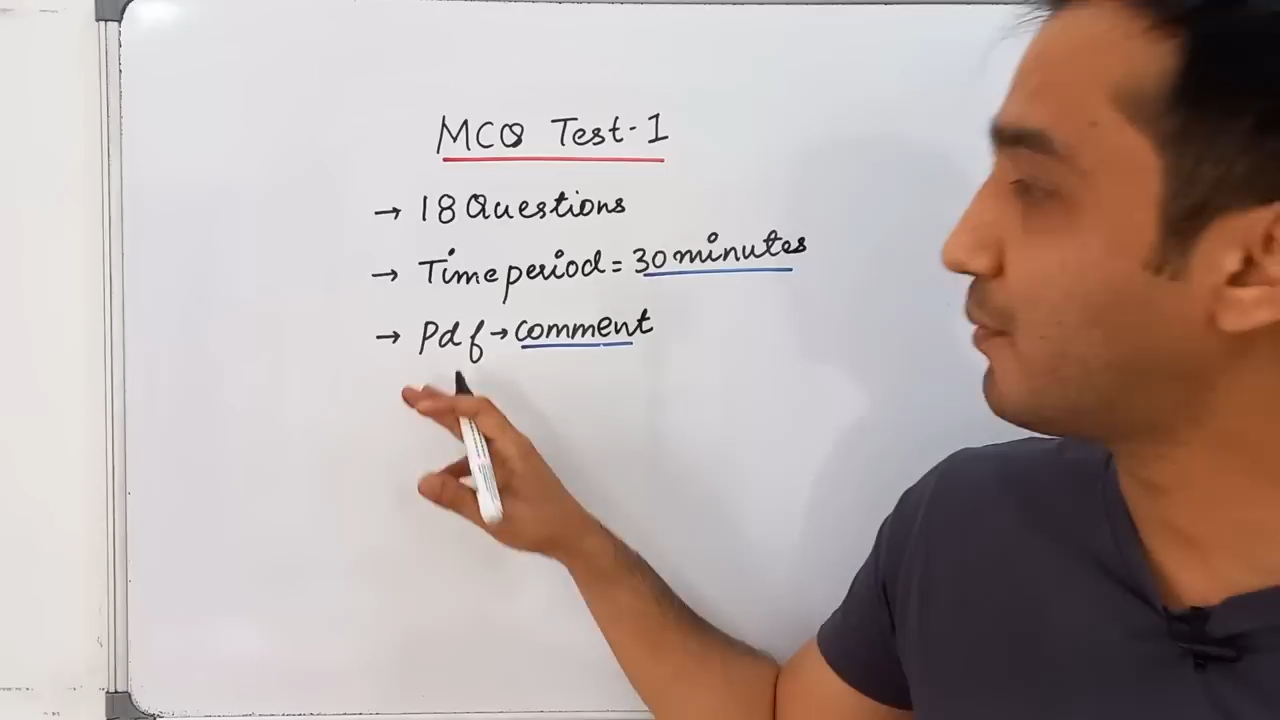 MCQ Test-1
→ 18 Questions
→ Time period = 30 minutes
→ Pdf → comment